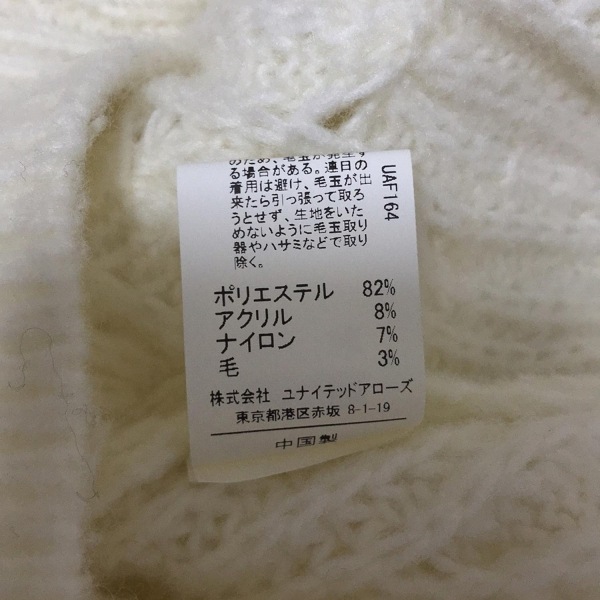 のため、毛玉が発生す
る場合がある。連日の
着用は避け、毛玉が出
来たら引っ張って取ろ
うとせず、生地をいた
めないように毛玉取り
器やハサミなどで取り
除く。
UAF164
ポリエステル 82%
アクリル 8%
ナイロン 7%
毛 3%
株式会社 ユナイテッドアローズ
東京都港区赤坂 8-1-19
中国製